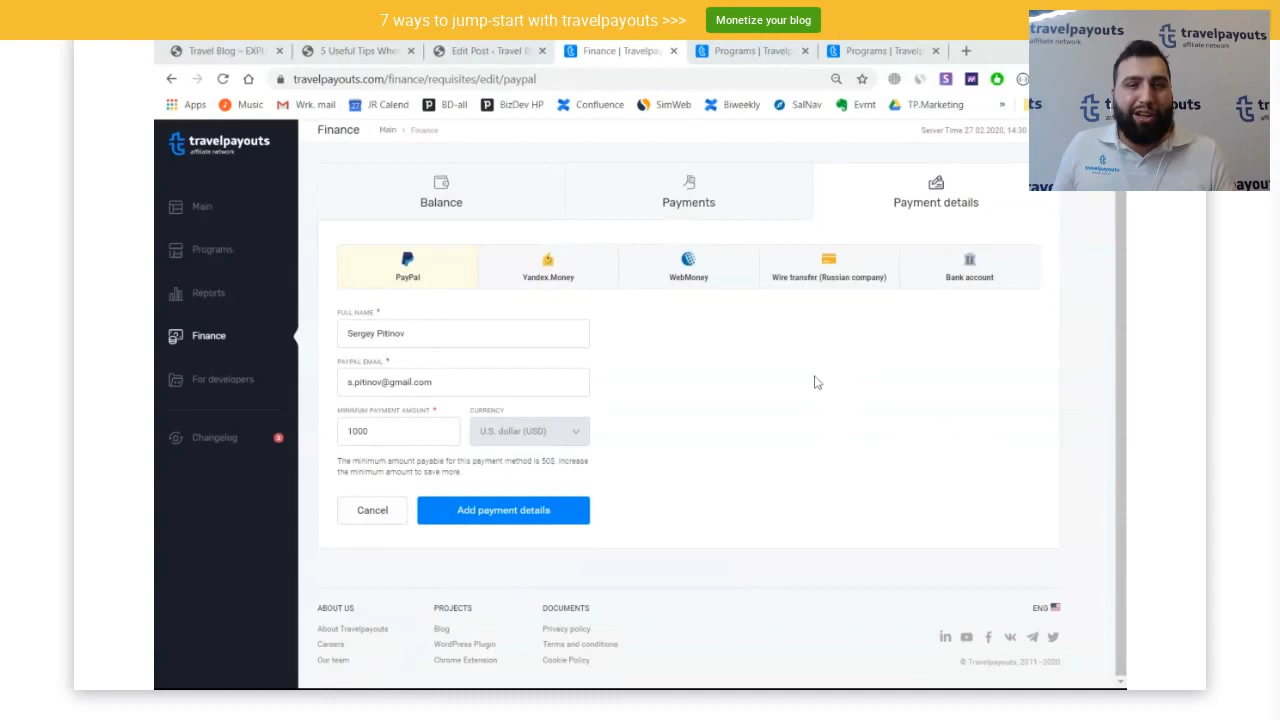 7 ways to jump-start with travelpayouts >>>
Monetize your blog
Travel Blog – EXPL
5 Useful Tips Whe
Edit Post ‹ Travel B
Finance | Travelpay
Programs | Travelp
Programs | Travelp
travelpayouts.com/finance/requisites/edit/paypal
Apps
Music
Wrk. mail
JR Calend
BD-all
BizDev HP
Confluence
SimWeb
Biweekly
SalNav
Evrnt
TP.Marketing
»
travelpayouts
affiliate network
Finance
Main › Finance
Server Time 27.02.2020, 14:30
Main
Programs
Reports
Finance
For developers
Changelog
3
Balance
Payments
Payment details
PayPal
Yandex.Money
WebMoney
Wire transfer (Russian company)
Bank account
FULL NAME *
Sergey Pitinov
PAYPAL EMAIL *
s.pitinov@gmail.com
MINIMUM PAYMENT AMOUNT *
CURRENCY
1000
U.S. dollar (USD)
The minimum amount payable for this payment method is 50$. Increase
the minimum amount to save more.
Cancel
Add payment details
ABOUT US
About Travelpayouts
Careers
Our team
PROJECTS
Blog
WordPress Plugin
Chrome Extension
DOCUMENTS
Privacy policy
Terms and conditions
Cookie Policy
ENG
© Travelpayouts, 2011–2020
travelpayouts
affiliate network
travelpayouts
affiliate network